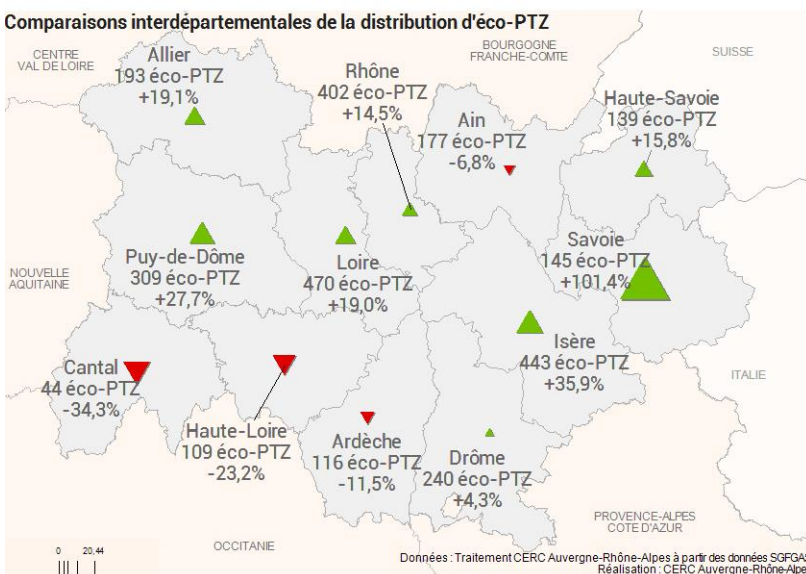 Comparaisons interdépartementales de la distribution d'éco-PTZ
CENTRE
VAL DE LOIRE
BOURGOGNE
FRANCHE-COMTE
SUISSE
Allier
193 éco-PTZ
+19,1%
Rhône
402 éco-PTZ
+14,5%
Ain
177 éco-PTZ
-6,8%
Haute-Savoie
139 éco-PTZ
+15,8%
Puy-de-Dôme
309 éco-PTZ
+27,7%
Loire
470 éco-PTZ
+19,0%
Savoie
145 éco-PTZ
+101,4%
NOUVELLE
AQUITAINE
Isère
443 éco-PTZ
+35,9%
ITALIE
Cantal
44 éco-PTZ
-34,3%
Haute-Loire
109 éco-PTZ
-23,2%
Ardèche
116 éco-PTZ
-11,5%
Drôme
240 éco-PTZ
+4,3%
PROVENCE-ALPES
COTE D'AZUR
OCCITANIE
0 20,44
Données : Traitement CERC Auvergne-Rhône-Alpes à partir des données SGFGAS
Réalisation : CERC Auvergne-Rhône-Alpe